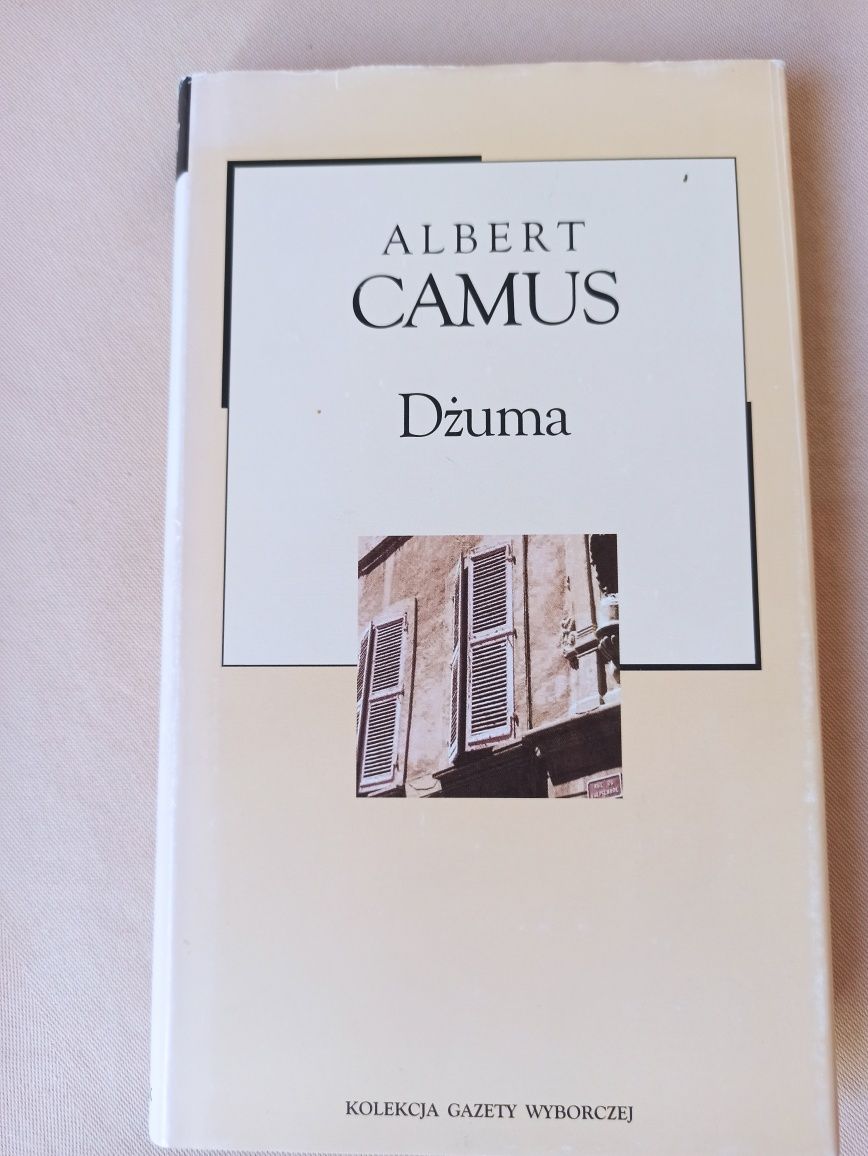 ALBERT
CAMUS
Dżuma
KOLEKCJA GAZETY WYBORCZEJ